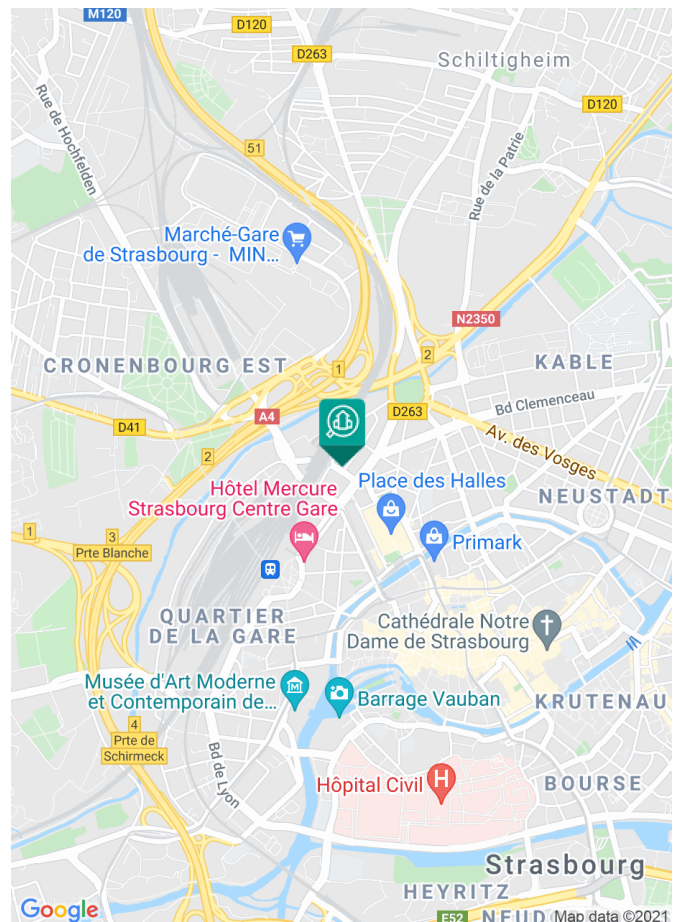 M120
D120
D263
Schiltigheim
D120
Rue de Hochfelden
51
Rue de la Patrie
Marché-Gare
de Strasbourg - MIN...
N2350
CRONENBOURG EST
1
2
KABLE
A4
D263
Bd Clemenceau
D41
Av. des Vosges
2
Hôtel Mercure
Strasbourg Centre Gare
Place des Halles
NEUSTADT
1
3
Prte Blanche
Primark
QUARTIER
DE LA GARE
Cathédrale Notre
Dame de Strasbourg
Musée d'Art Moderne
et Contemporain de...
Barrage Vauban
KRUTENAU
4
Prte de
Schirmeck
Bd de Lyon
Hôpital Civil
H
BOURSE
Strasbourg
HEYRITZ
Google
E52
NEUDO
Map data ©2021